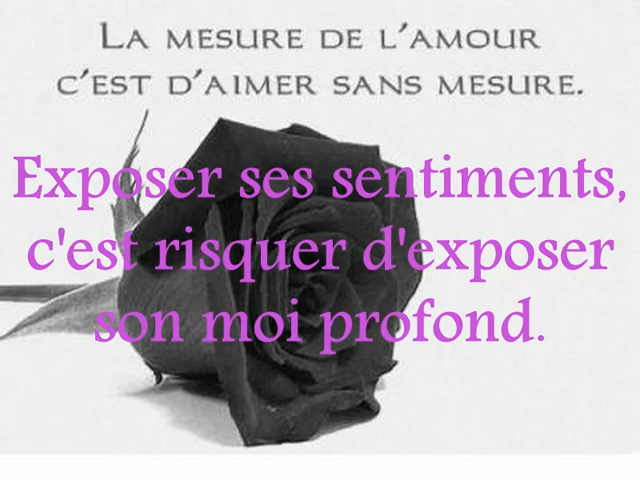 LA MESURE DE L'AMOUR
C'EST D'AIMER SANS MESURE.
Exposer ses sentiments,
c'est risquer d'exposer
son moi profond.